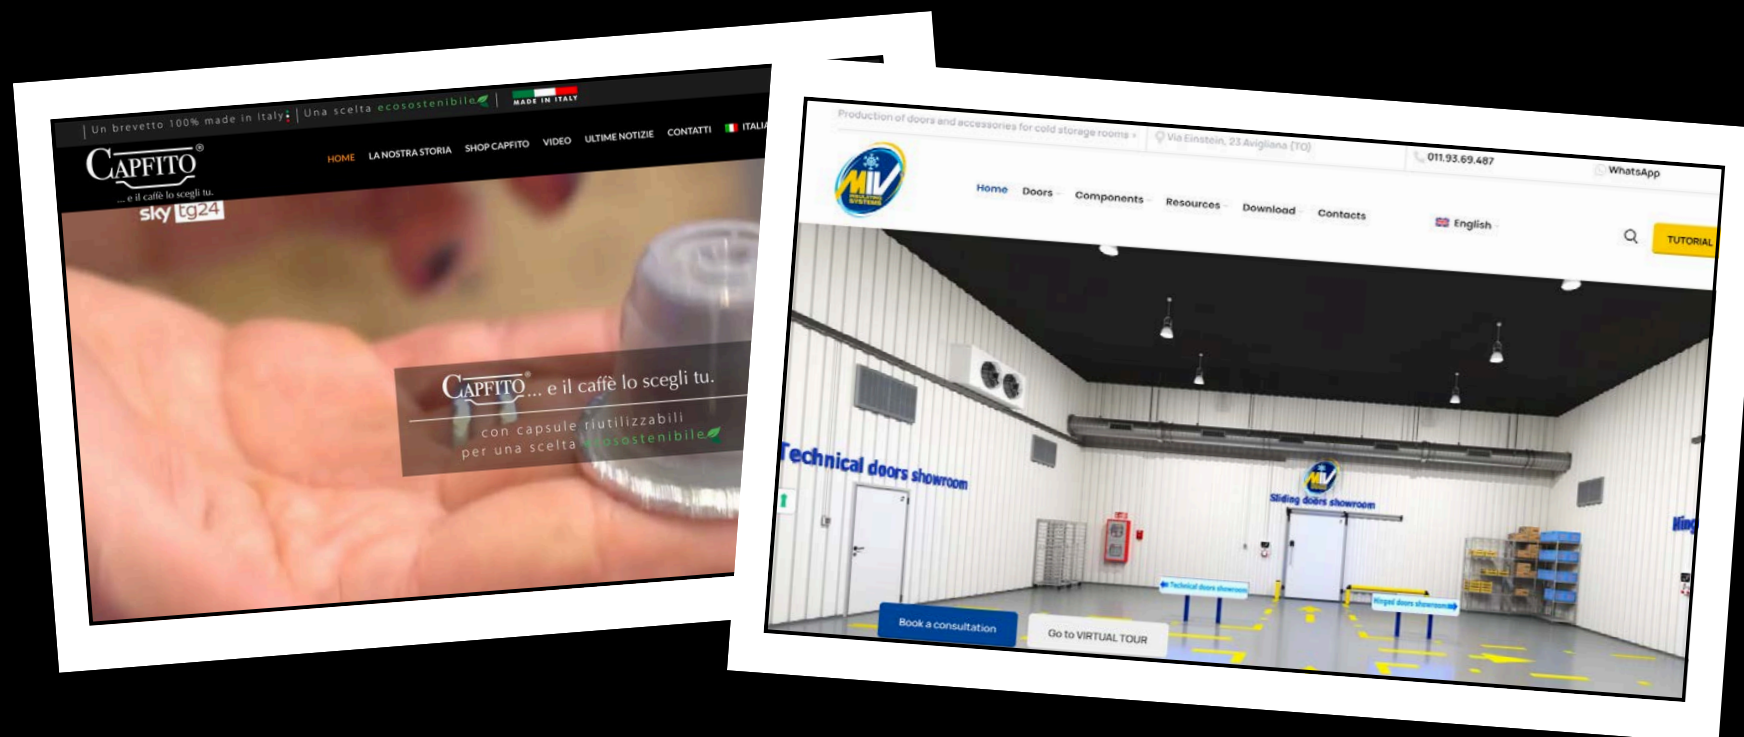 Un brevetto 100% made in Italy
Una scelta ecosostenibile
MADE IN ITALY
CAPFITO®
... e il caffè lo scegli tu.
HOME
LA NOSTRA STORIA
SHOP CAPFITO
VIDEO
ULTIME NOTIZIE
CONTATTI
sky tg24
CAPFITO®... e il caffè lo scegli tu.
con capsule riutilizzabili
per una scelta ecosostenibile
Production of doors and accessories for cold storage rooms
Via Einstein, 23 Avigliana (TO)
011.93.69.487
WhatsApp
MIV
INSULATING
SYSTEMS
Home
Doors
Components
Resources
Download
Contacts
English
TUTORIAL
Technical doors showroom
MIV
Sliding doors showroom
Technical doors showroom
Hinged doors showroom
Book a consultation
Go to VIRTUAL TOUR